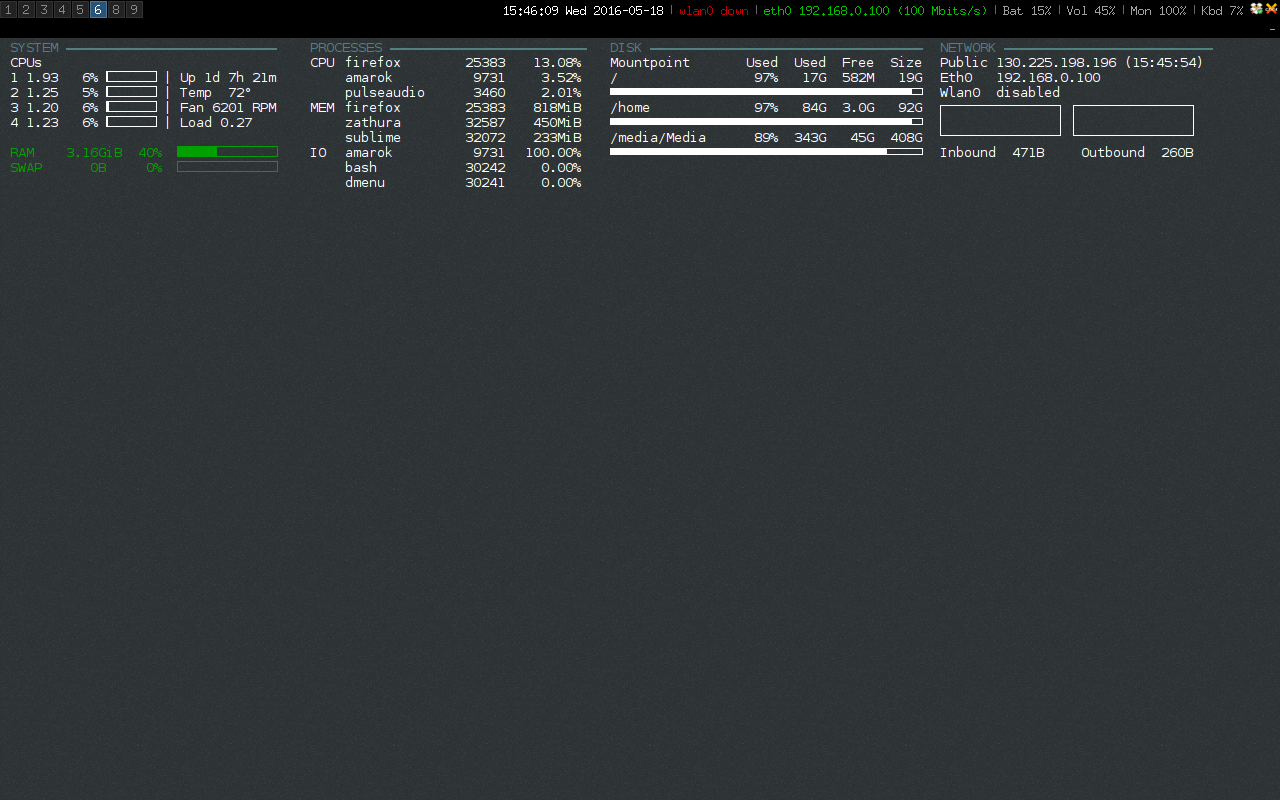 1 2 3 4 5 6 8 9 15:46:09 Wed 2016-05-18 | wlan0 down | eth0 192.168.0.100 (100 Mbits/s) | Bat 15% | Vol 45% | Mon 100% | Kbd 7%
SYSTEM
CPUs
1 1.93 6% | Up 1d 7h 21m
2 1.25 5% | Temp 72°
3 1.20 6% | Fan 6201 RPM
4 1.23 6% | Load 0.27
RAM 3.16GiB 40%
SWAP 0B 0%
PROCESSES
CPU firefox 25383 13.08%
amarok 9731 3.52%
pulseaudio 3460 2.01%
MEM firefox 25383 818MiB
zathura 32587 450MiB
sublime 32072 233MiB
IO amarok 9731 100.00%
bash 30242 0.00%
dmenu 30241 0.00%
DISK
Mountpoint Used Used Free Size
/ 97% 17G 582M 19G
/home 97% 84G 3.0G 92G
/media/Media 89% 343G 45G 408G
NETWORK
Public 130.225.198.196 (15:45:54)
Eth0 192.168.0.100
Wlan0 disabled
Inbound 471B Outbound 260B